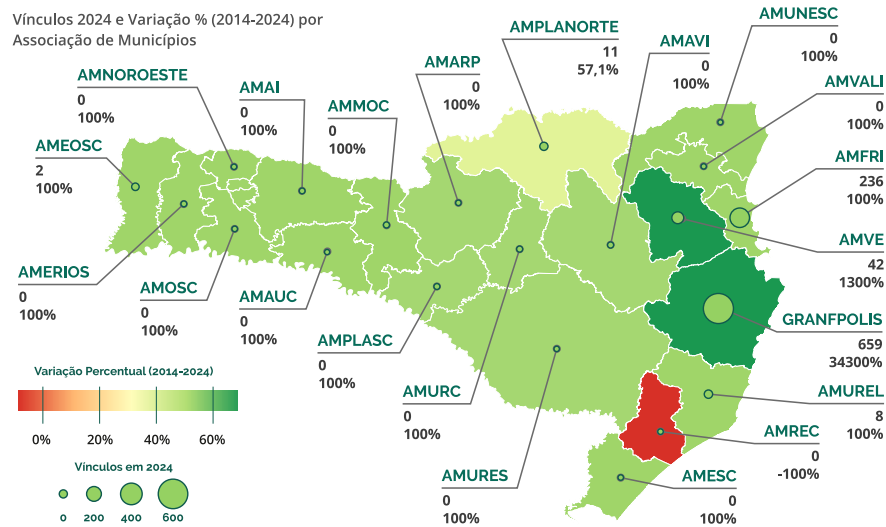 Vínculos 2024 e Variação % (2014-2024) por
Associação de Municípios
AMPLANORTE
11
57,1%
AMUNESC
0
100%
AMAVI
0
100%
AMARP
0
100%
AMNOROESTE
0
100%
AMAI
0
100%
AMMOC
0
100%
AMVALI
0
100%
AMEOSC
2
100%
AMFRI
236
100%
AMVE
42
1300%
AMERIOS
0
100%
AMOSC
0
100%
AMAUC
0
100%
AMPLASC
0
100%
GRANFPOLIS
659
34300%
AMURC
0
100%
AMUREL
8
100%
AMREC
0
-100%
AMURES
0
100%
AMESC
0
100%
Variação Percentual (2014-2024)
0% 20% 40% 60%
Vínculos em 2024
0 200 400 600